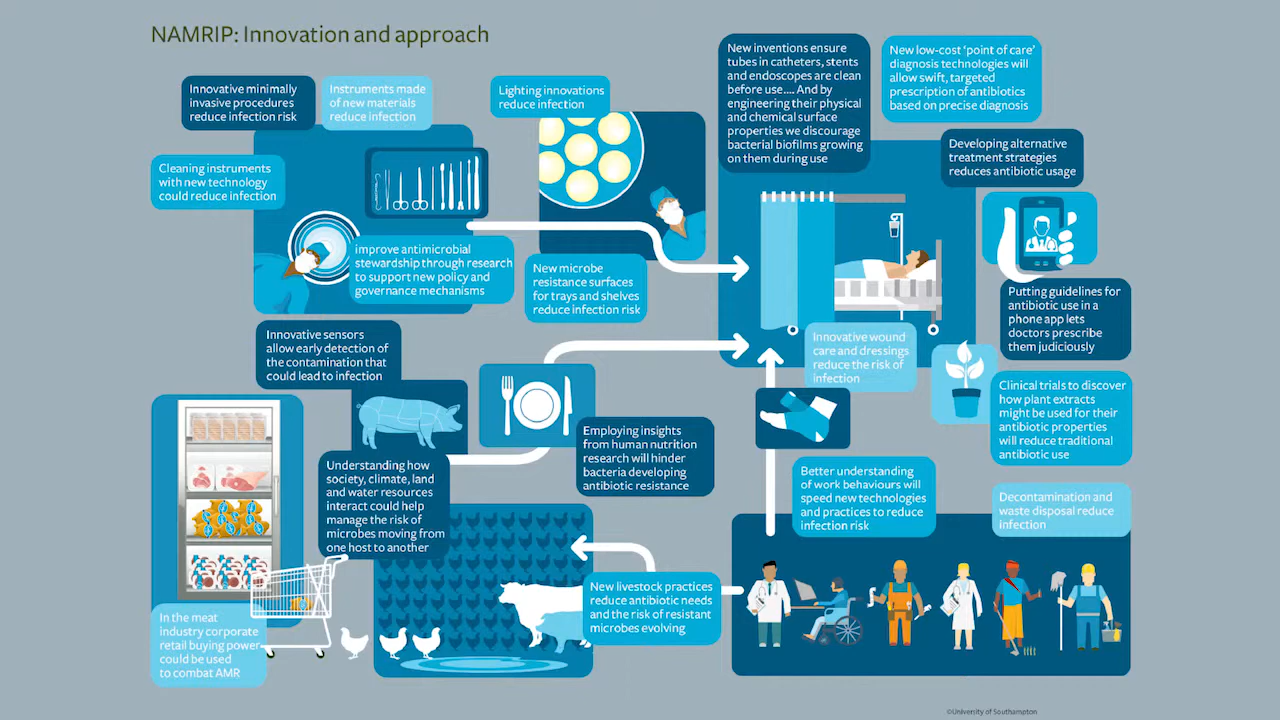 NAMRIP: Innovation and approach
Innovative minimally
invasive procedures
reduce infection risk
Instruments made
of new materials
reduce infection
Cleaning instruments
with new technology
could reduce infection
improve antimicrobial
stewardship through research
to support new policy and
governance mechanisms
Lighting innovations
reduce infection
New microbe
resistance surfaces
for trays and shelves
reduce infection risk
New inventions ensure
tubes in catheters, stents
and endoscopes are clean
before use.... And by
engineering their physical
and chemical surface
properties we discourage
bacterial biofilms growing
on them during use
New low-cost ‘point of care’
diagnosis technologies will
allow swift, targeted
prescription of antibiotics
based on precise diagnosis
Developing alternative
treatment strategies
reduces antibiotic usage
Putting guidelines for
antibiotic use in a
phone app lets
doctors prescribe
them judiciously
Innovative wound
care and dressings
reduce the risk of
infection
Clinical trials to discover
how plant extracts
might be used for their
antibiotic properties
will reduce traditional
antibiotic use
Innovative sensors
allow early detection of
the contamination that
could lead to infection
Employing insights
from human nutrition
research will hinder
bacteria developing
antibiotic resistance
Understanding how
society, climate, land
and water resources
interact could help
manage the risk of
microbes moving from
one host to another
Better understanding
of work behaviours will
speed new technologies
and practices to reduce
infection risk
Decontamination and
waste disposal reduce
infection
New livestock practices
reduce antibiotic needs
and the risk of resistant
microbes evolving
In the meat
industry corporate
retail buying power
could be used
to combat AMR
©University of Southampton